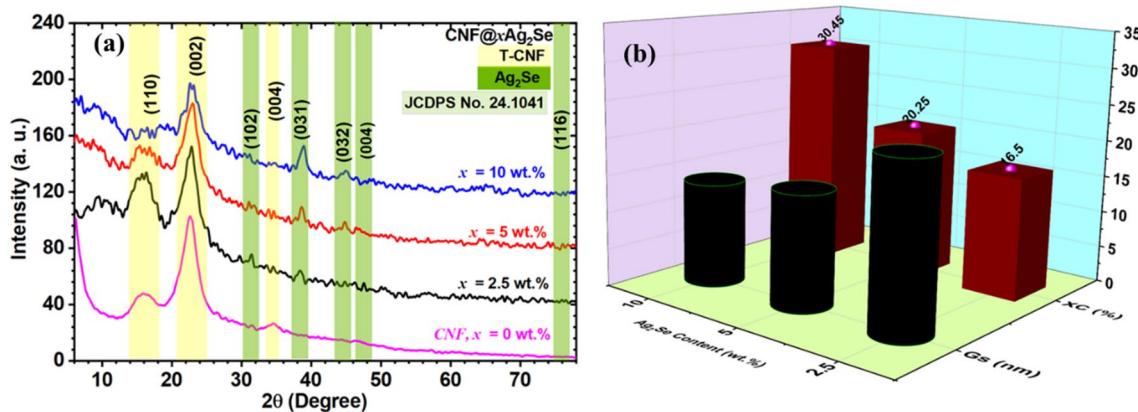 (a)
CNF@xAg₂Se
T-CNF
Ag₂Se
JCDPS No. 24.1041
(110)
(002)
(102)
(004)
(031)
(032)
(004)
(116)
x = 10 wt.%
x = 5 wt.%
x = 2.5 wt.%
CNF, x = 0 wt.%
Intensity (a. u.)
240
200
160
120
80
40
0
10
20
30
40
50
60
70
2θ (Degree)
(b)
30.45
20.25
16.5
35
30
25
20
15
10
5
0
10
5
2.5
Ag₂Se Content (wt.%)
XC (%)
Gs (nm)